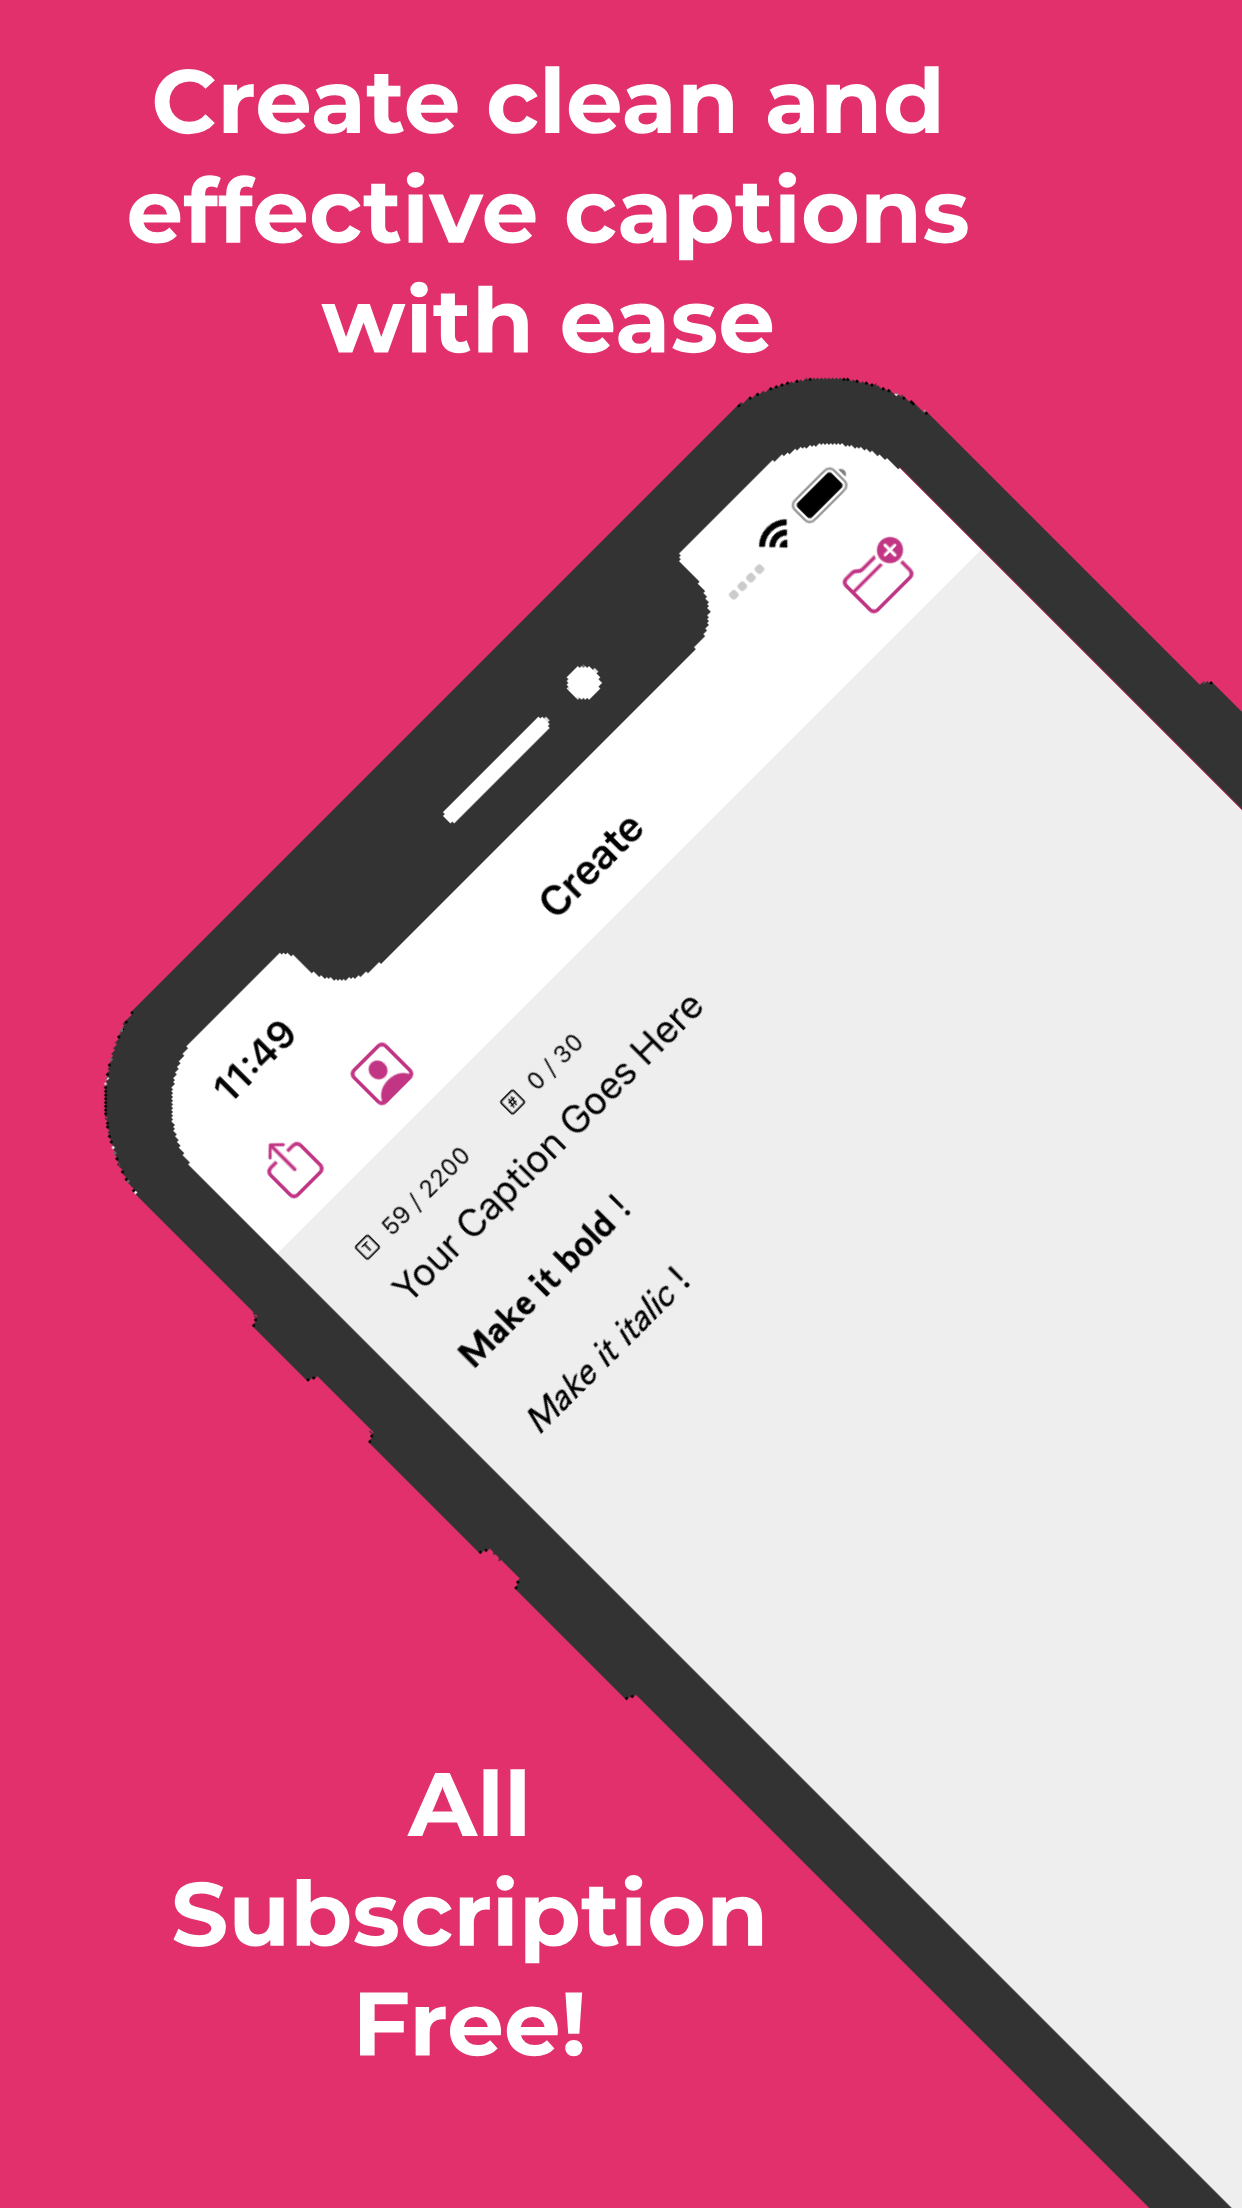 Create clean and
effective captions
with ease
11:49
Create
T 59 / 2200 # 0 / 30
Your Caption Goes Here
Make it bold !
Make it italic !
All
Subscription
Free!